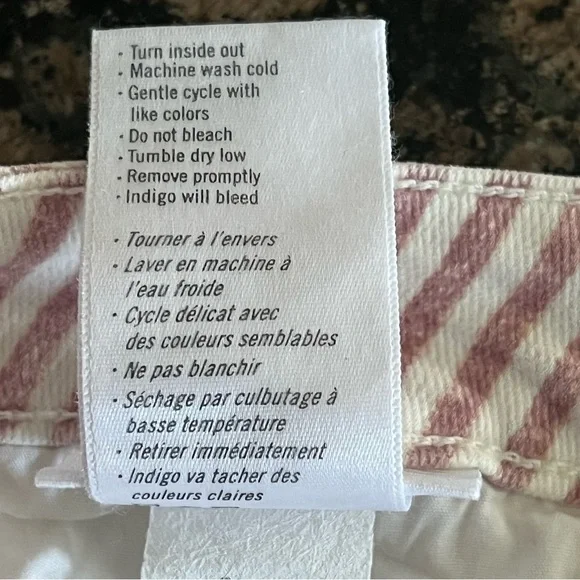 · Turn inside out
· Machine wash cold
· Gentle cycle with
like colors
· Do not bleach
· Tumble dry low
· Remove promptly
· Indigo will bleed
· Tourner à l'envers
· Laver en machine à
l'eau froide
· Cycle délicat avec
des couleurs semblables
· Ne pas blanchir
· Séchage par culbutage à
basse température
· Retirer immédiatement
· Indigo va tacher des
couleurs claires